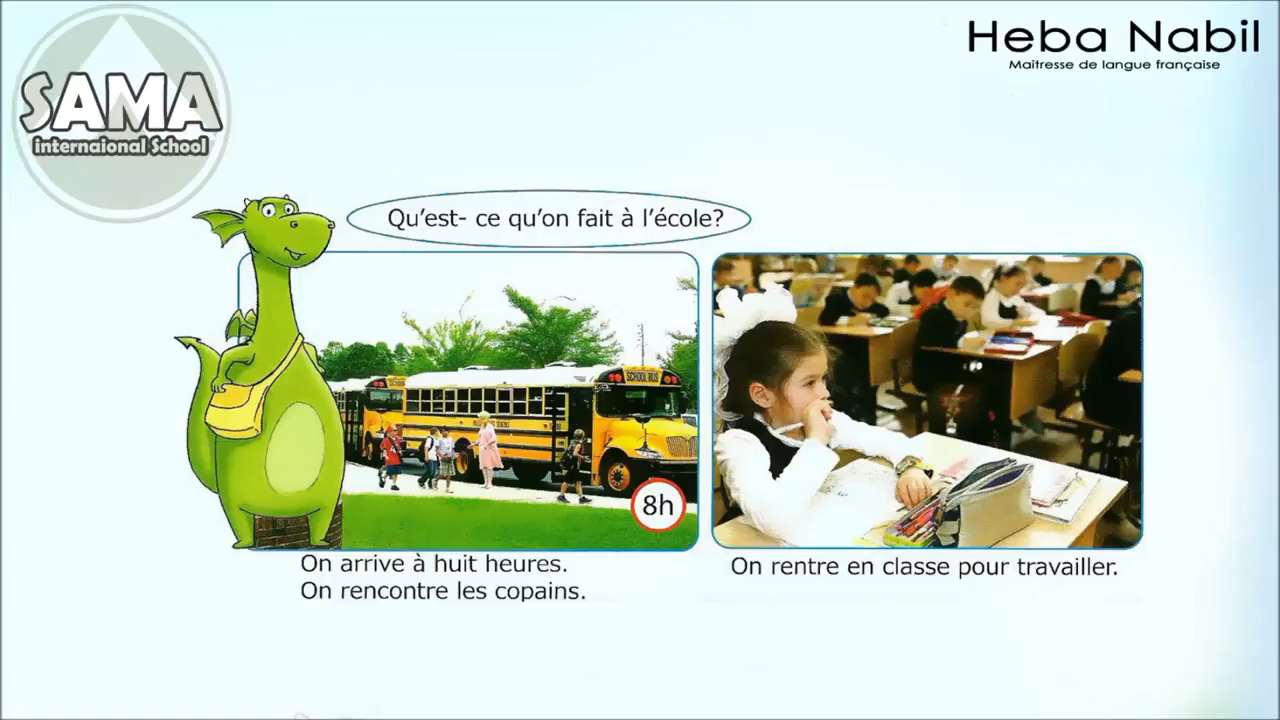 SAMA
internaional School
Heba Nabil
Maitresse de langue française
Qu'est- ce qu'on fait à l'école?
SCHOOL BUS
8h
On arrive à huit heures.
On rencontre les copains.
On rentre en classe pour travailler.